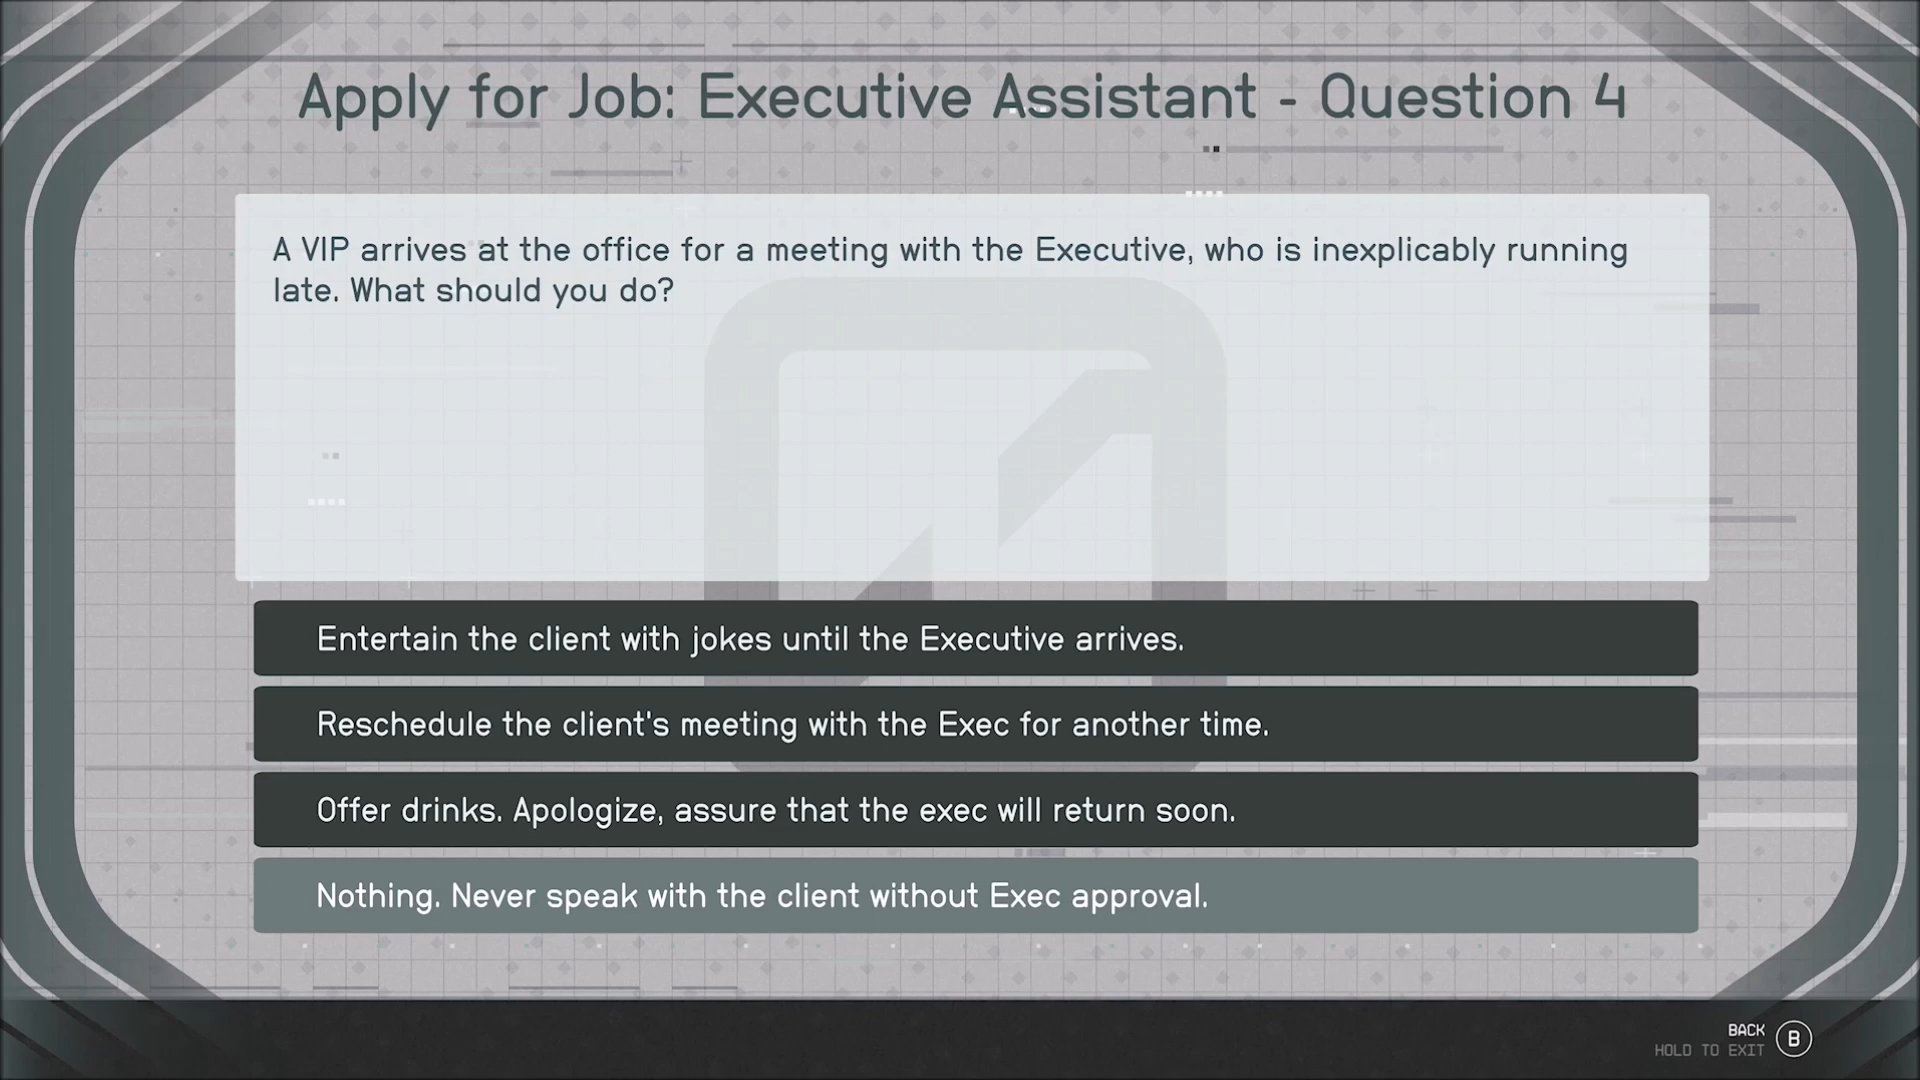 Apply for Job: Executive Assistant - Question 4
A VIP arrives at the office for a meeting with the Executive, who is inexplicably running
late. What should you do?
Entertain the client with jokes until the Executive arrives.
Reschedule the client's meeting with the Exec for another time.
Offer drinks. Apologize, assure that the exec will return soon.
Nothing. Never speak with the client without Exec approval.
BACK
HOLD TO EXIT
B